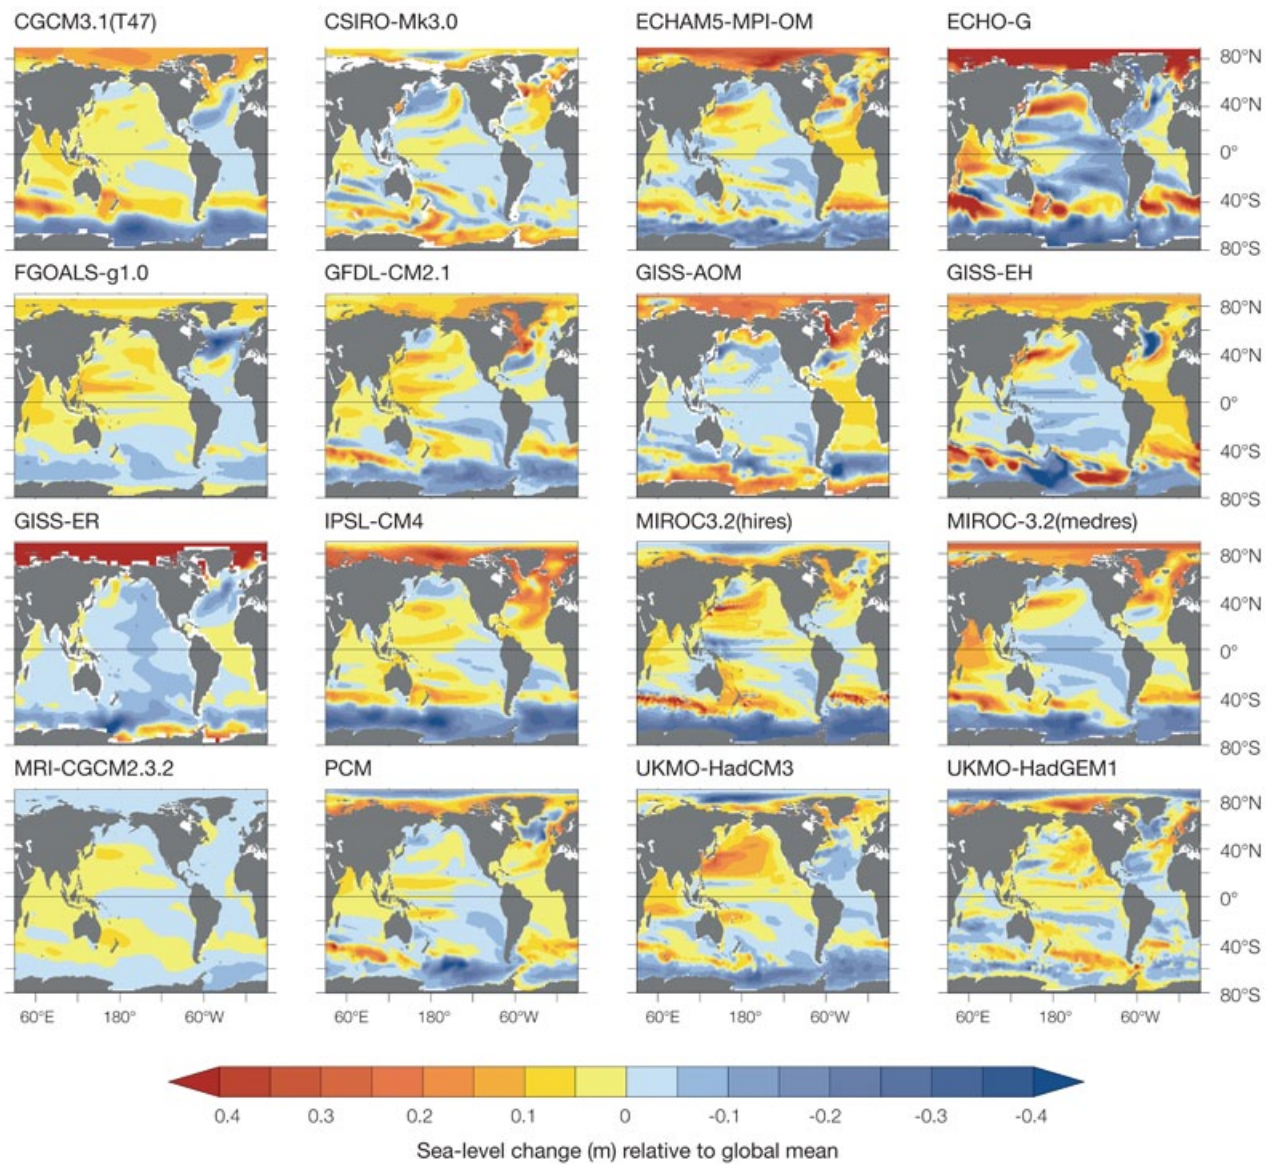 CGCM3.1(T47) CSIRO-Mk3.0 ECHAM5-MPI-OM ECHO-G
80°N
40°N
0°
40°S
80°S
FGOALS-g1.0 GFDL-CM2.1 GISS-AOM GISS-EH
80°N
40°N
0°
40°S
80°S
GISS-ER IPSL-CM4 MIROC3.2(hires) MIROC-3.2(medres)
80°N
40°N
0°
40°S
80°S
MRI-CGCM2.3.2 PCM UKMO-HadCM3 UKMO-HadGEM1
80°N
40°N
0°
40°S
80°S
60°E 180° 60°W 60°E 180° 60°W 60°E 180° 60°W 60°E 180° 60°W
0.4 0.3 0.2 0.1 0 -0.1 -0.2 -0.3 -0.4
Sea-level change (m) relative to global mean